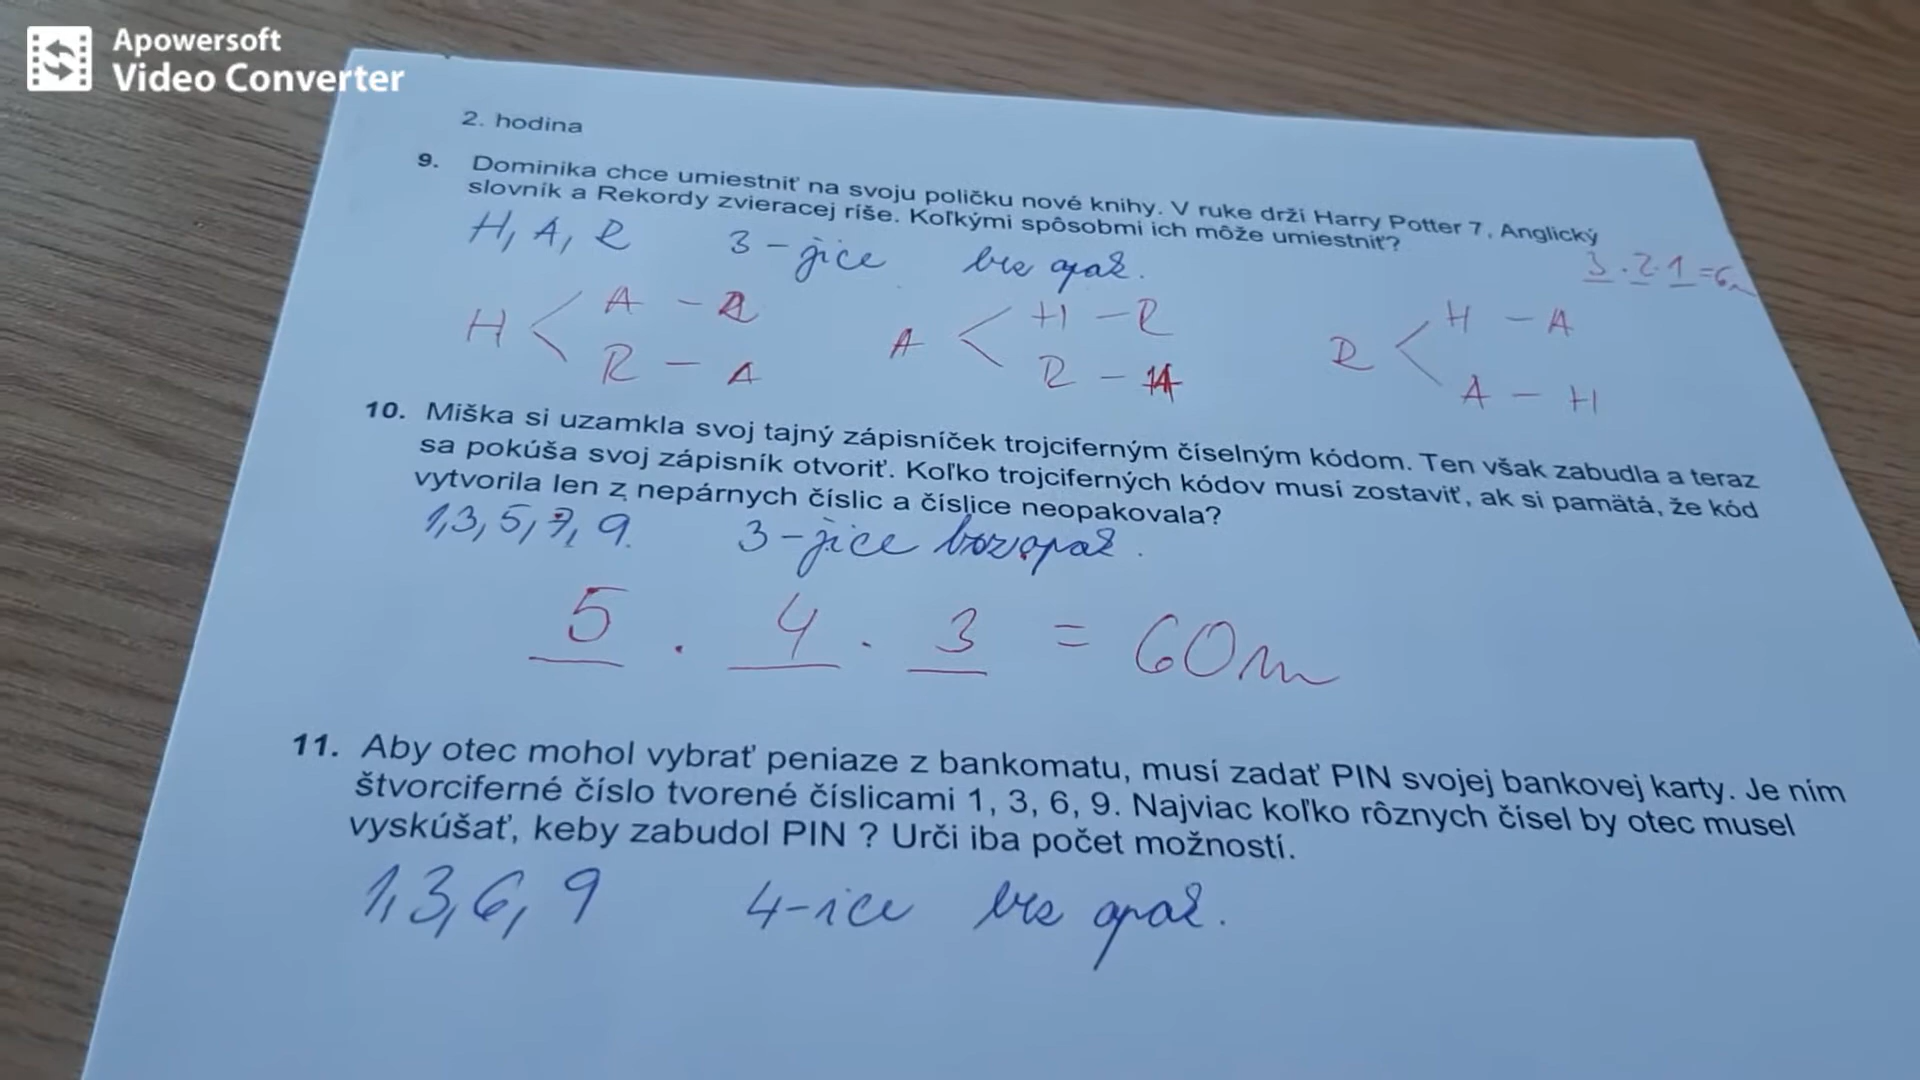 Apowersoft
Video Converter
2. hodina
9. Dominika chce umiestniť na svoju poličku nové knihy. V ruke drží Harry Potter 7, Anglický
slovník a Rekordy zvieracej ríše. Koľkými spôsobmi ich môže umiestniť?
H, A, R 3-jice bez opak.
3 . 2 . 1 = 6 m
H < A - R A < H - R R < H - A
R - A R - H A - H
10. Miška si uzamkla svoj tajný zápisníček trojciferným číselným kódom. Ten však zabudla a teraz
sa pokúša svoj zápisník otvoriť. Koľko trojciferných kódov musí zostaviť, ak si pamätá, že kód
vytvorila len z nepárnych číslic a číslice neopakovala?
1, 3, 5, 7, 9. 3-jice bez opak.
5 . 4 . 3 = 60 m
11. Aby otec mohol vybrať peniaze z bankomatu, musí zadať PIN svojej bankovej karty. Je ním
štvorciferné číslo tvorené číslicami 1, 3, 6, 9. Najviac koľko rôznych čísel by otec musel
vyskúšať, keby zabudol PIN ? Urči iba počet možností.
1, 3, 6, 9 4-ice bez opak.